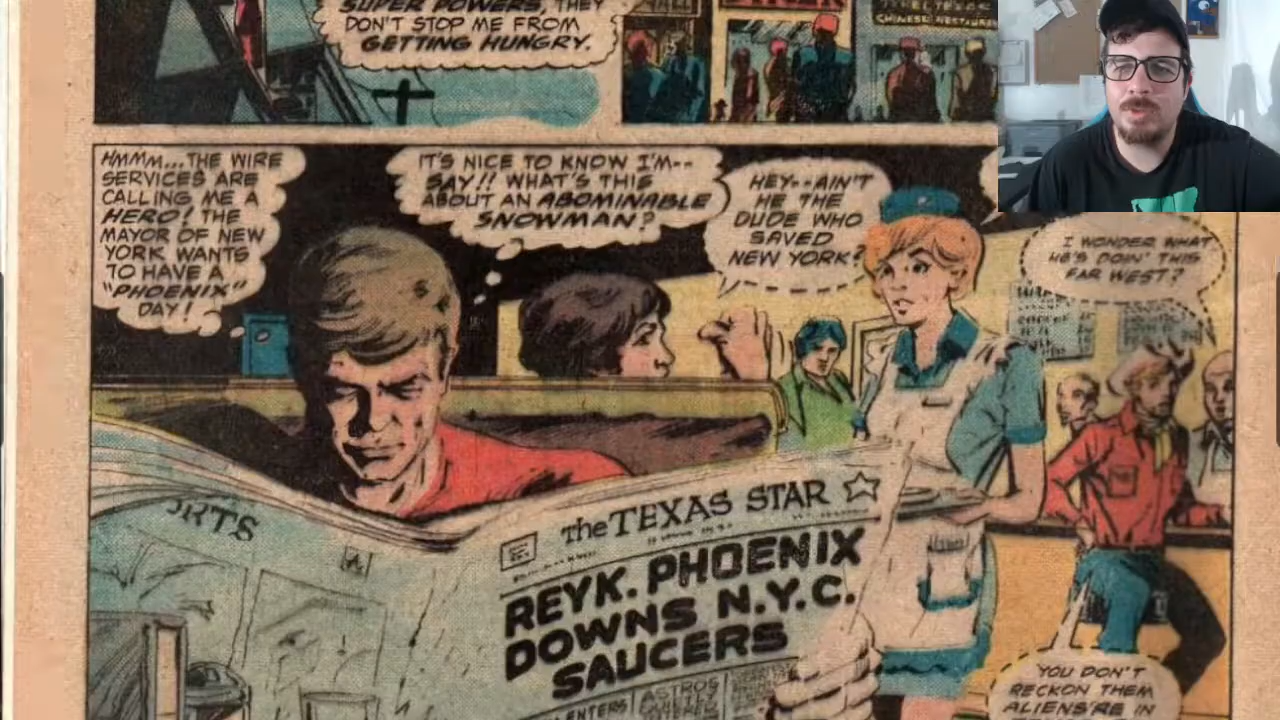 SUPER POWERS, THEY
DON'T STOP ME FROM
GETTING HUNGRY.
HMMM...THE WIRE
SERVICES ARE
CALLING ME A
HERO! THE
MAYOR OF NEW
YORK WANTS
TO HAVE A
"PHOENIX"
DAY!
IT'S NICE TO KNOW I'M--
SAY!! WHAT'S THIS
ABOUT AN ABOMINABLE
SNOWMAN?
HEY--AIN'T
HE THE
DUDE WHO
SAVED
NEW YORK?
I WONDER WHAT
HE'S DOIN' THIS
FAR WEST?
The TEXAS STAR
REYK. PHOENIX
DOWNS N.Y.C.
SAUCERS
ASTROS
YOU DON'T
RECKON THEM
ALIENS'RE IN